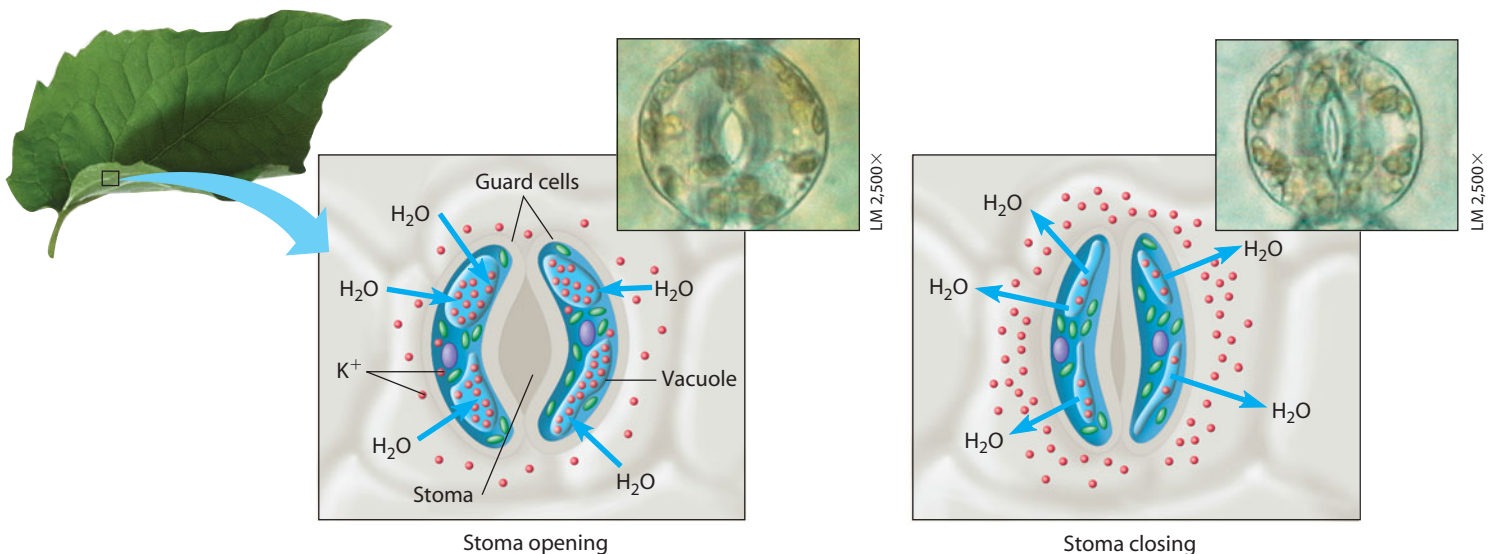 Guard cells
H₂O
H₂O
H₂O
K⁺
Vacuole
H₂O
H₂O
Stoma
LM 2,500×
Stoma opening
H₂O
H₂O
H₂O
H₂O
H₂O
LM 2,500×
Stoma closing